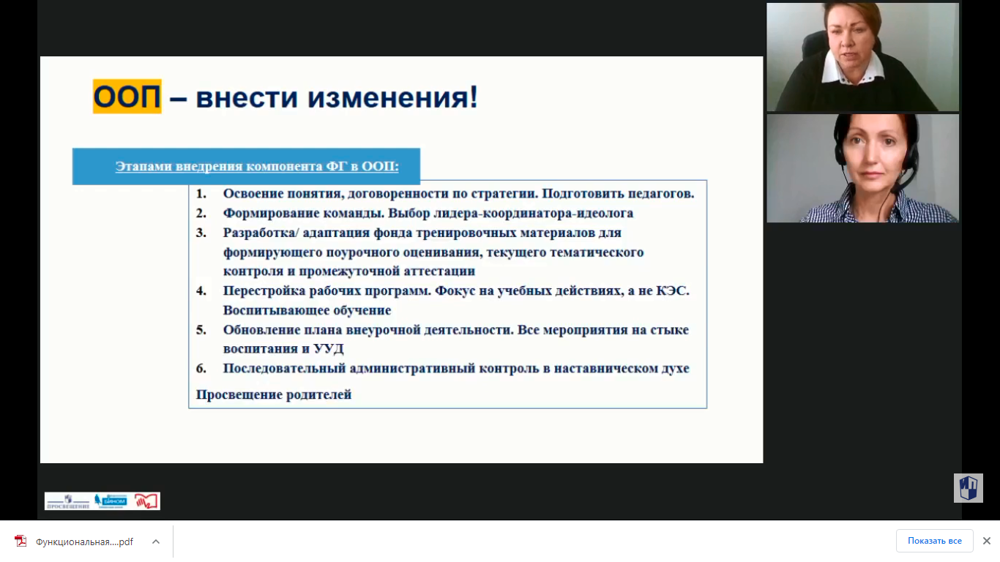 ООП – внести изменения!
Этапами внедрения компонента ФГ в ООП:
1. Освоение понятия, договоренности по стратегии. Подготовить педагогов.
2. Формирование команды. Выбор лидера-координатора-идеолога
3. Разработка/ адаптация фонда тренировочных материалов для
формирующего поурочного оценивания, текущего тематического
контроля и промежуточной аттестации
4. Перестройка рабочих программ. Фокус на учебных действиях, а не КЭС.
Воспитывающее обучение
5. Обновление плана внеурочной деятельности. Все мероприятия на стыке
воспитания и УУД
6. Последовательный административный контроль в наставническом духе
Просвещение родителей
ПРОСВЕЩЕНИЕ
БИНОМ
ИП
Функциональная....pdf
Показать все